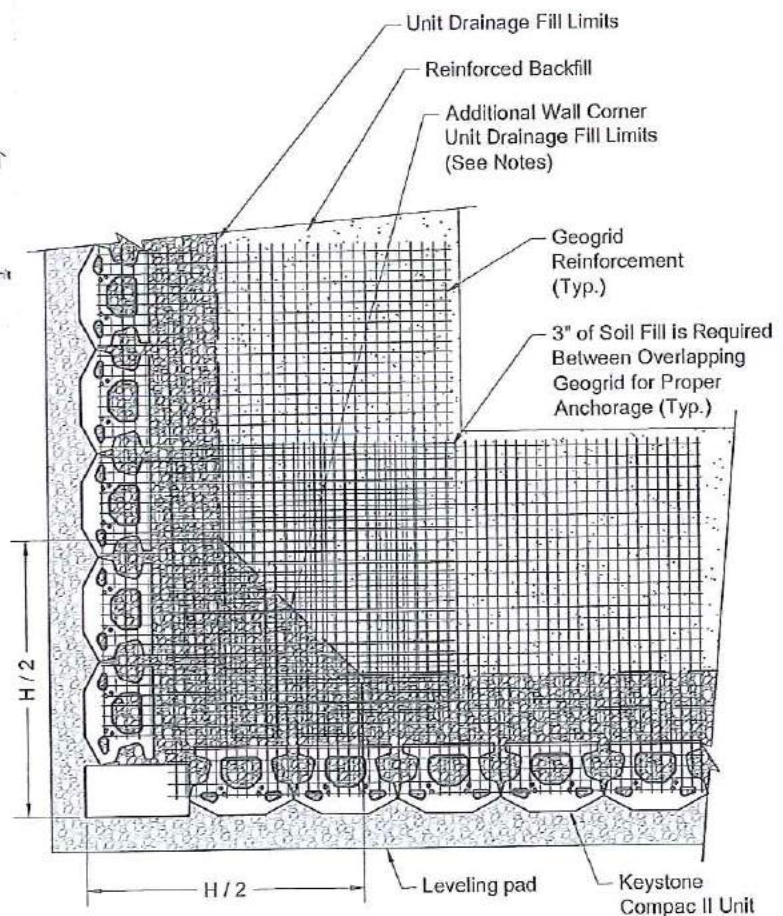 Unit Drainage Fill Limits
Reinforced Backfill
Additional Wall Corner
Unit Drainage Fill Limits
(See Notes)
Geogrid
Reinforcement
(Typ.)
3" of Soil Fill is Required
Between Overlapping
Geogrid for Proper
Anchorage (Typ.)
H / 2
H / 2
Leveling pad
Keystone
Compac II Unit